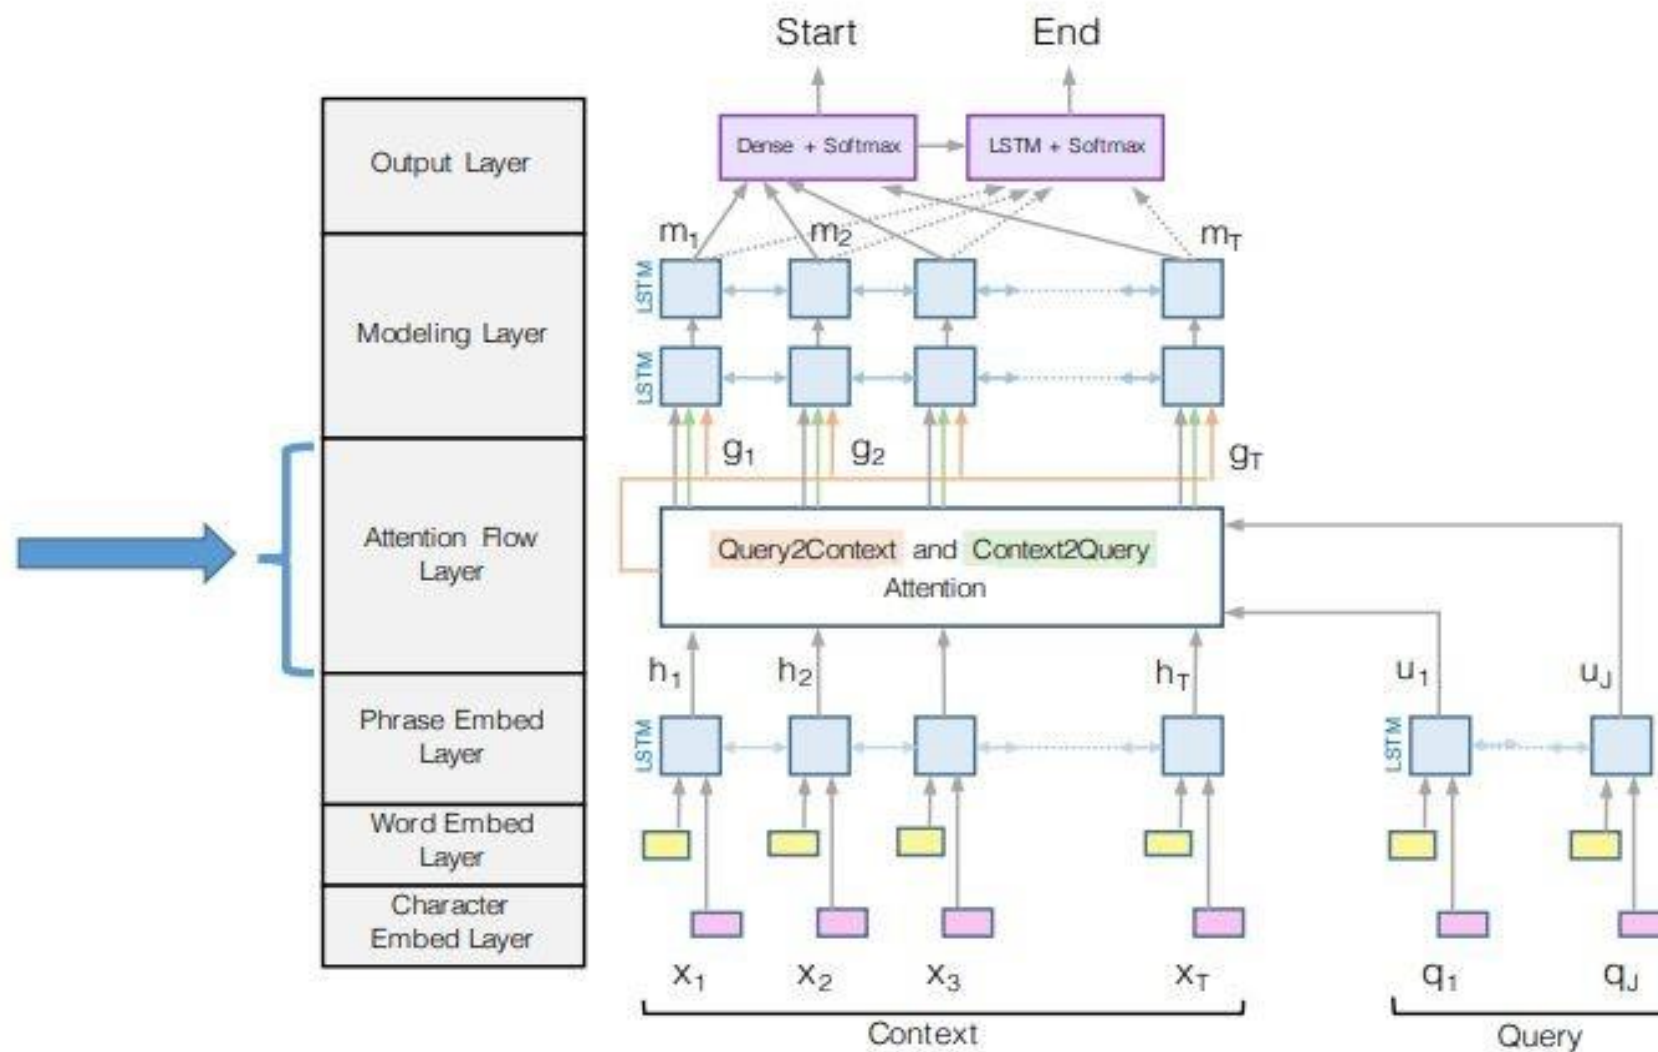 Start End
Output Layer
Dense + Softmax
LSTM + Softmax
m1 m2 mT
LSTM
Modeling Layer
LSTM
g1 g2 gT
Attention Flow
Layer
Query2Context and Context2Query
Attention
h1 h2 hT u1 uJ
Phrase Embed
Layer
LSTM
LSTM
Word Embed
Layer
Character
Embed Layer
x1 x2 x3 xT q1 qJ
Context
Query